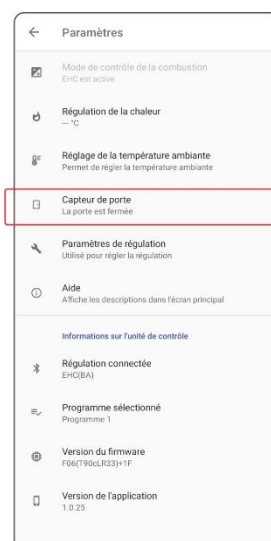 Paramètres
Mode de contrôle de la combustion
EHC est active
Régulation de la chaleur
--- °C
Réglage de la température ambiante
Permet de régler la température ambiante
Capteur de porte
La porte est fermée
Paramètres de régulation
Utilisé pour régler la régulation
Aide
Affiche les descriptions dans l'écran principal
Informations sur l'unité de contrôle
Régulation connectée
EHC(BA)
Programme sélectionné
Programme 1
Version du firmware
F06(T90cLR33)+1F
Version de l'application
1.0.25